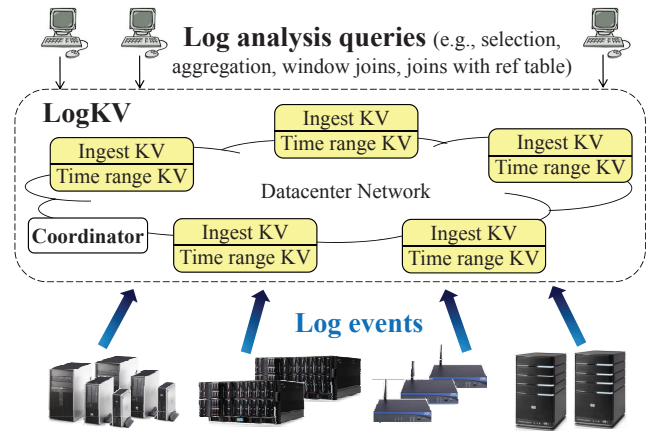 Log analysis queries (e.g., selection,
aggregation, window joins, joins with ref table)
LogKV
Ingest KV
Time range KV
Ingest KV
Time range KV
Ingest KV
Time range KV
Datacenter Network
Coordinator
Ingest KV
Time range KV
Ingest KV
Time range KV
Log events